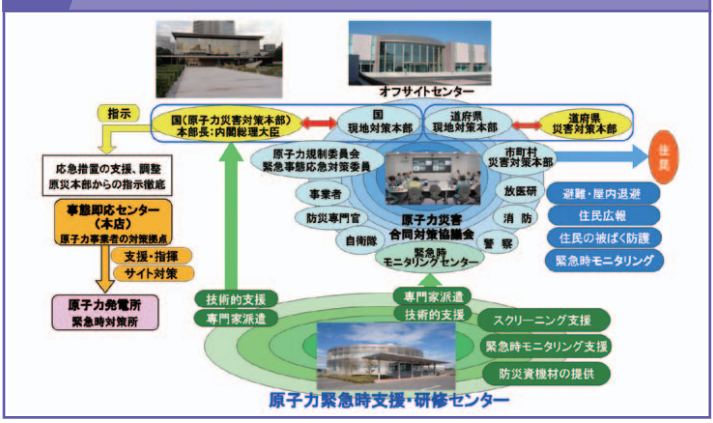 オフサイトセンター
指示
国(原子力災害対策本部)
本部長:内閣総理大臣
国
現地対策本部
道府県
現地対策本部
道府県
災害対策本部
応急措置の支援、調整
原災本部からの指示徹底
原子力規制委員会
緊急事態応急対策委員
市町村
災害対策本部
住民
事態即応センター
(本店)
原子力事業者の対策拠点
事業者
放医研
避難・屋内退避
防災専門官
原子力災害
合同対策協議会
消防
住民広報
自衛隊
警察
住民の被ばく防護
支援・指揮
サイト対策
緊急時
モニタリングセンター
緊急時モニタリング
原子力発電所
緊急時対策所
技術的支援
専門家派遣
専門家派遣
技術的支援
スクリーニング支援
緊急時モニタリング支援
防災資機材の提供
原子力緊急時支援・研修センター